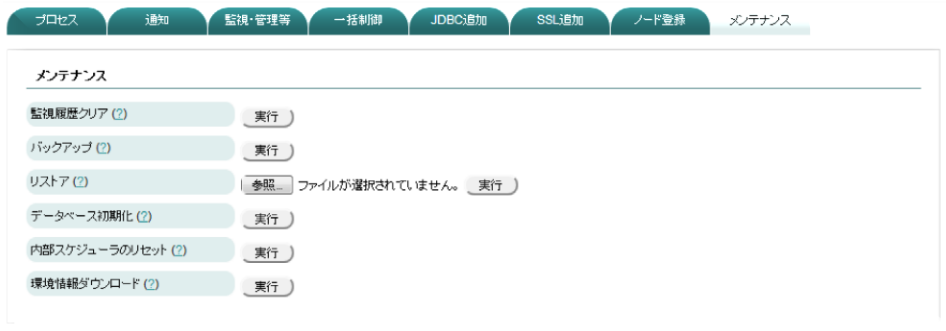 プロセス 通知 監視・管理等 一括制御 JDBC追加 SSL追加 ノード登録 メンテナンス
メンテナンス
監視履歴クリア (?) 実行
バックアップ (?) 実行
リストア (?) 参照... ファイルが選択されていません。 実行
データベース初期化 (?) 実行
内部スケジューラのリセット (?) 実行
環境情報ダウンロード (?) 実行